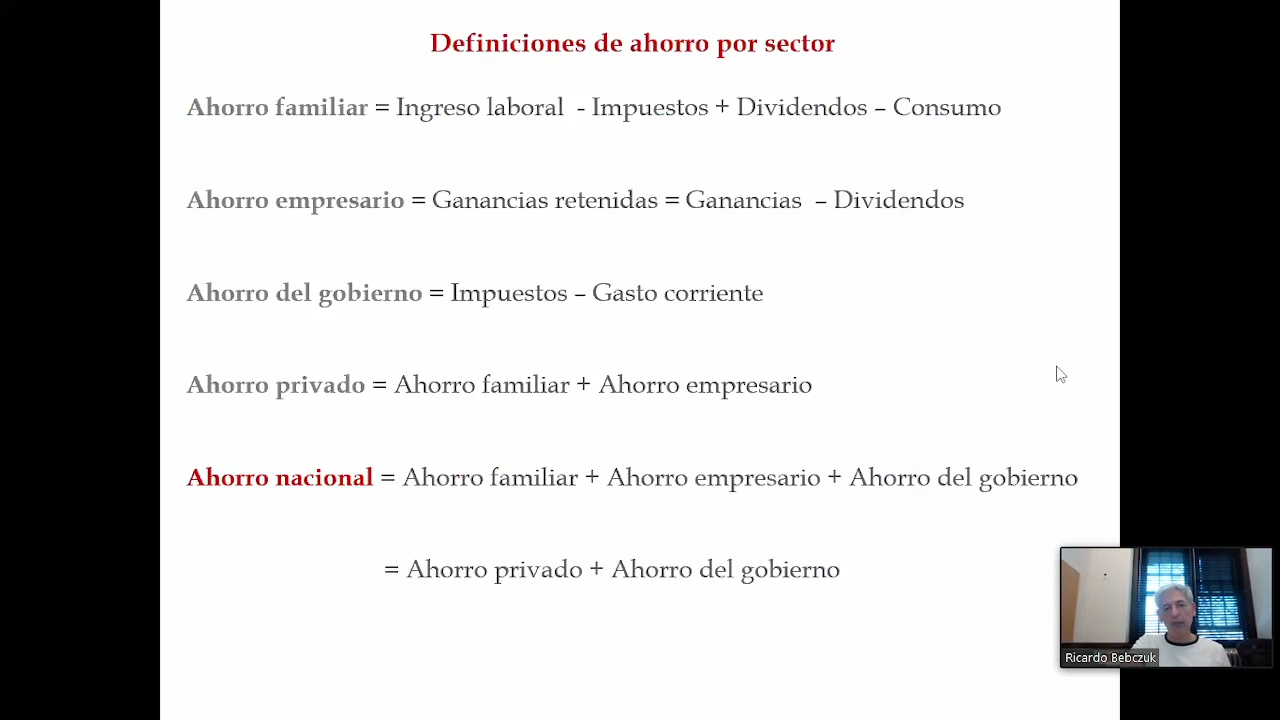 Definiciones de ahorro por sector
Ahorro familiar = Ingreso laboral - Impuestos + Dividendos – Consumo
Ahorro empresario = Ganancias retenidas = Ganancias – Dividendos
Ahorro del gobierno = Impuestos – Gasto corriente
Ahorro privado = Ahorro familiar + Ahorro empresario
Ahorro nacional = Ahorro familiar + Ahorro empresario + Ahorro del gobierno
= Ahorro privado + Ahorro del gobierno
Ricardo Bebczuk